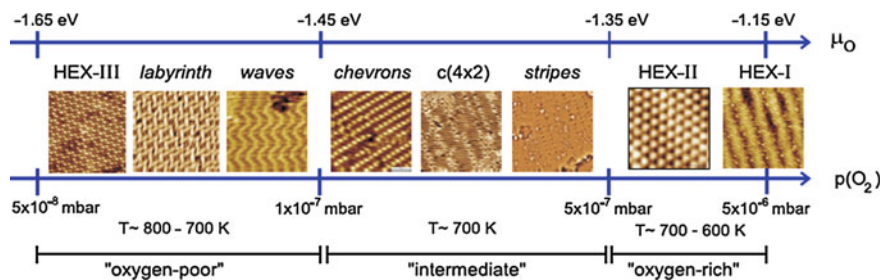 -1.65 eV -1.45 eV -1.35 eV -1.15 eV
μO
HEX-III labyrinth waves chevrons c(4x2) stripes HEX-II HEX-I
p(O2)
5x10⁻⁸ mbar 1x10⁻⁷ mbar 5x10⁻⁷ mbar 5x10⁻⁶ mbar
T~ 800 - 700 K T~ 700 K T~ 700 - 600 K
"oxygen-poor" "intermediate" "oxygen-rich"